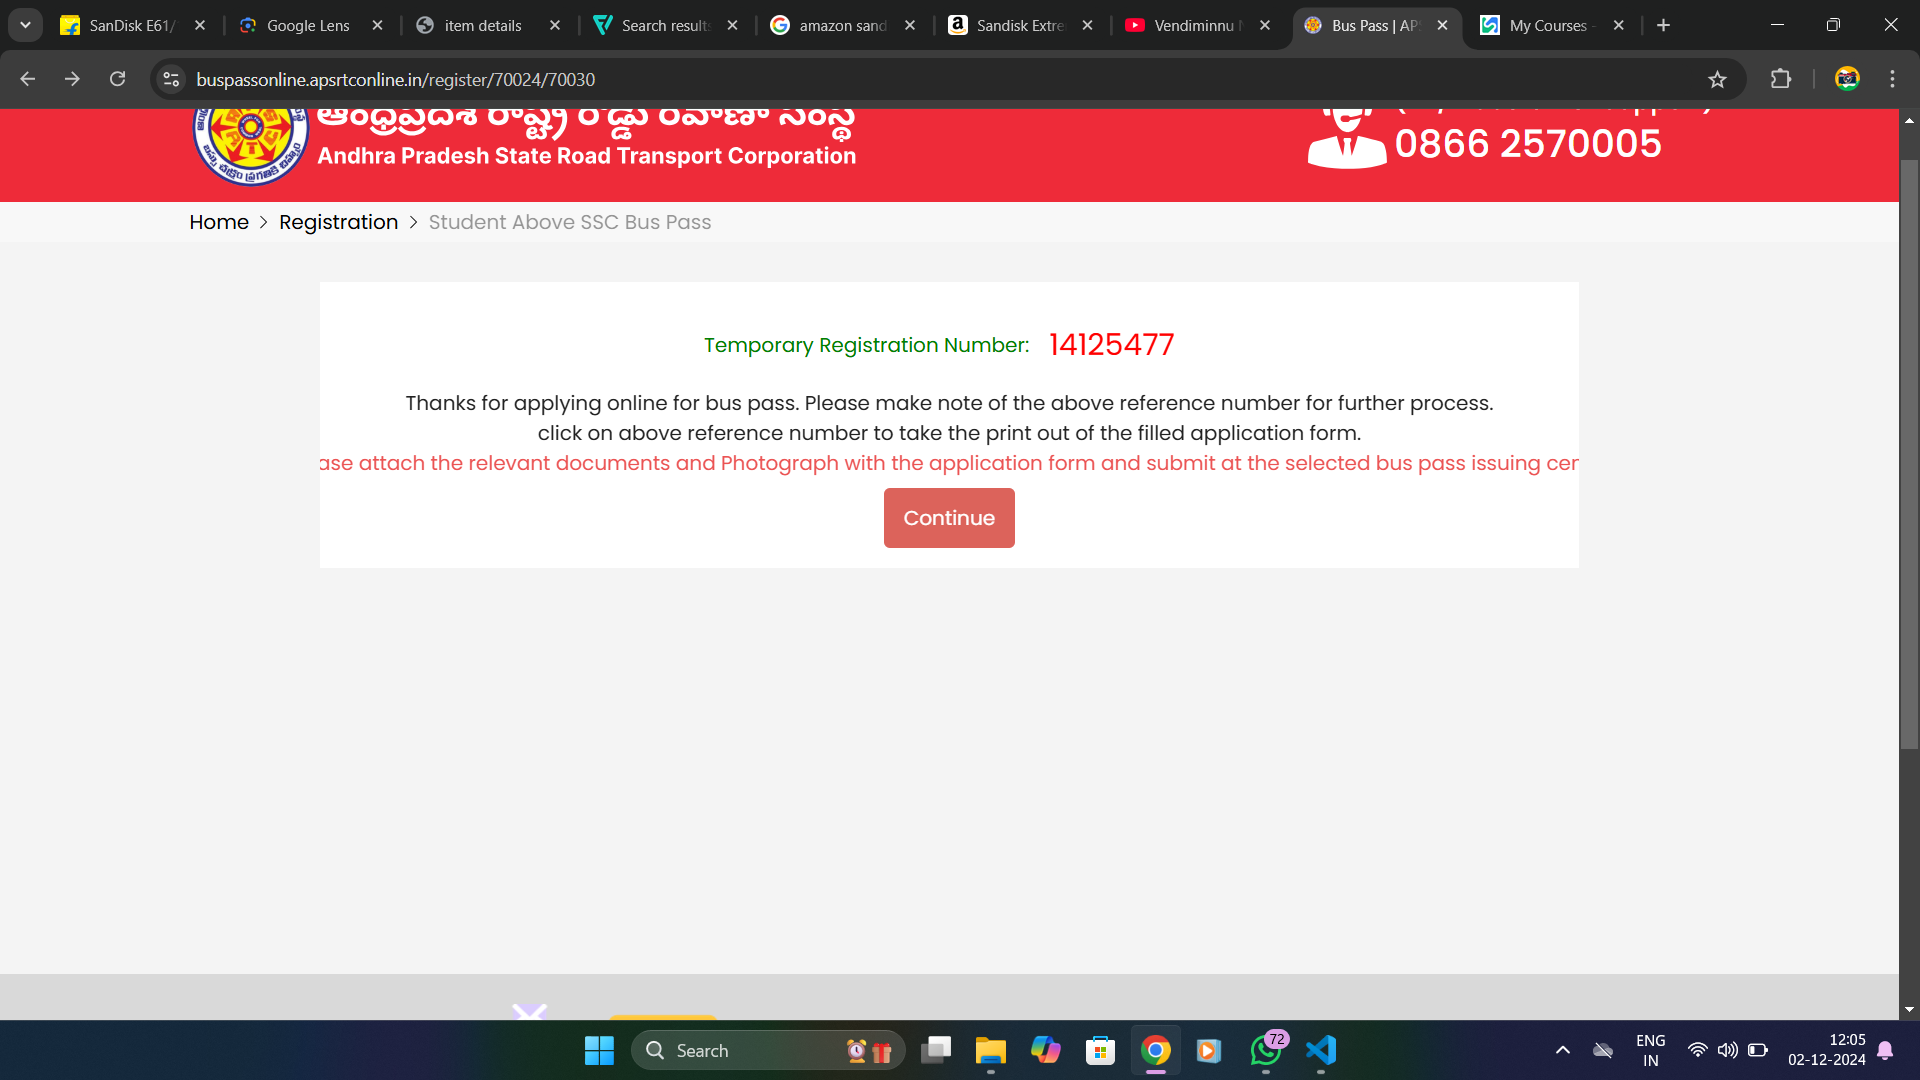 SanDisk E61/
Google Lens
item details
Search results
amazon sand
Sandisk Extre
Vendiminnu
Bus Pass | AP
My Courses -
buspassonline.apsrtconline.in/register/70024/70030
ఆంధ్రప్రదేశ్ రాష్ట్ర రోడ్డు రవాణా సంస్థ
Andhra Pradesh State Road Transport Corporation
0866 2570005
Home > Registration > Student Above SSC Bus Pass
Temporary Registration Number: 14125477
Thanks for applying online for bus pass. Please make note of the above reference number for further process.
click on above reference number to take the print out of the filled application form.
ase attach the relevant documents and Photograph with the application form and submit at the selected bus pass issuing cer
Continue
Search
72
ENG
IN
12:05
02-12-2024